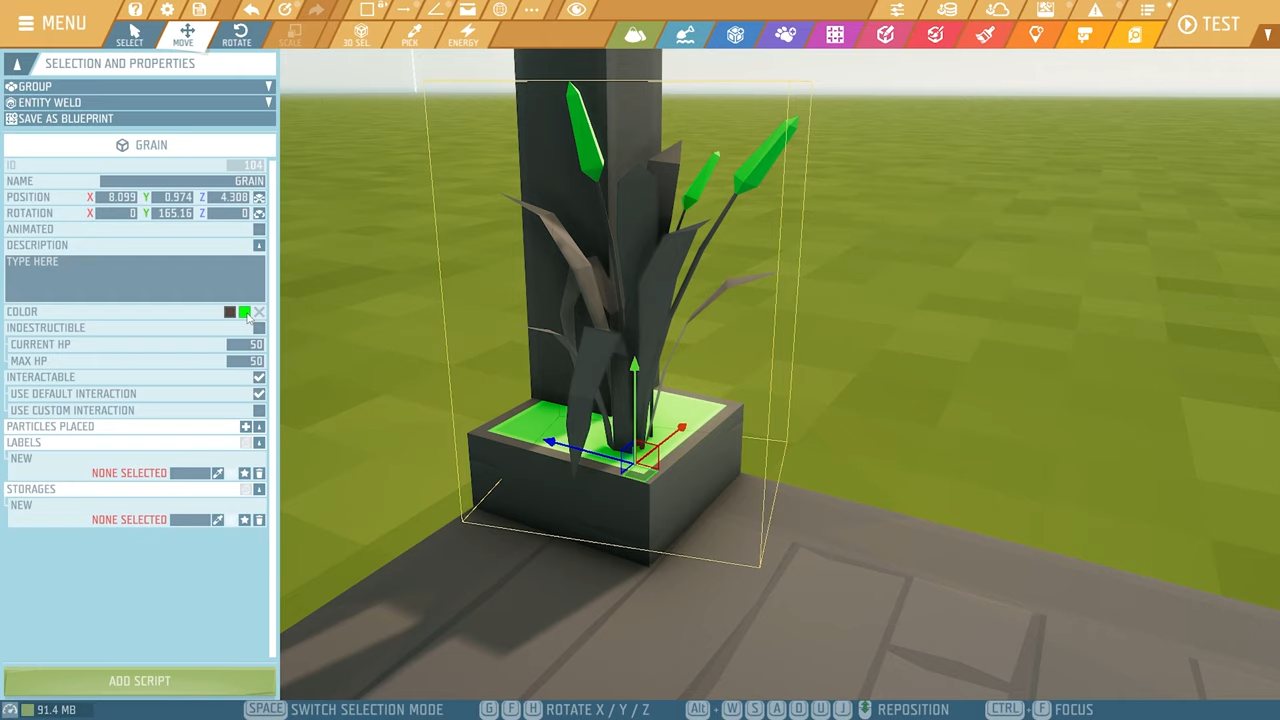 MENU
SELECT
MOVE
ROTATE
SCALE
3D SEL.
PICK
ENERGY
TEST
SELECTION AND PROPERTIES
GROUP
ENTITY WELD
SAVE AS BLUEPRINT
GRAIN
ID 104
NAME GRAIN
POSITION X 8.099 Y 0.974 Z 4.308
ROTATION X 0 Y 165.16 Z 0
ANIMATED
DESCRIPTION
TYPE HERE
COLOR
INDESTRUCTIBLE
CURRENT HP 50
MAX HP 50
INTERACTABLE
USE DEFAULT INTERACTION
USE CUSTOM INTERACTION
PARTICLES PLACED
LABELS
NEW
NONE SELECTED
STORAGES
NEW
NONE SELECTED
ADD SCRIPT
91.4 MB
SPACE SWITCH SELECTION MODE
G F H ROTATE X / Y / Z
Alt + W S A D U J REPOSITION
CTRL + F FOCUS